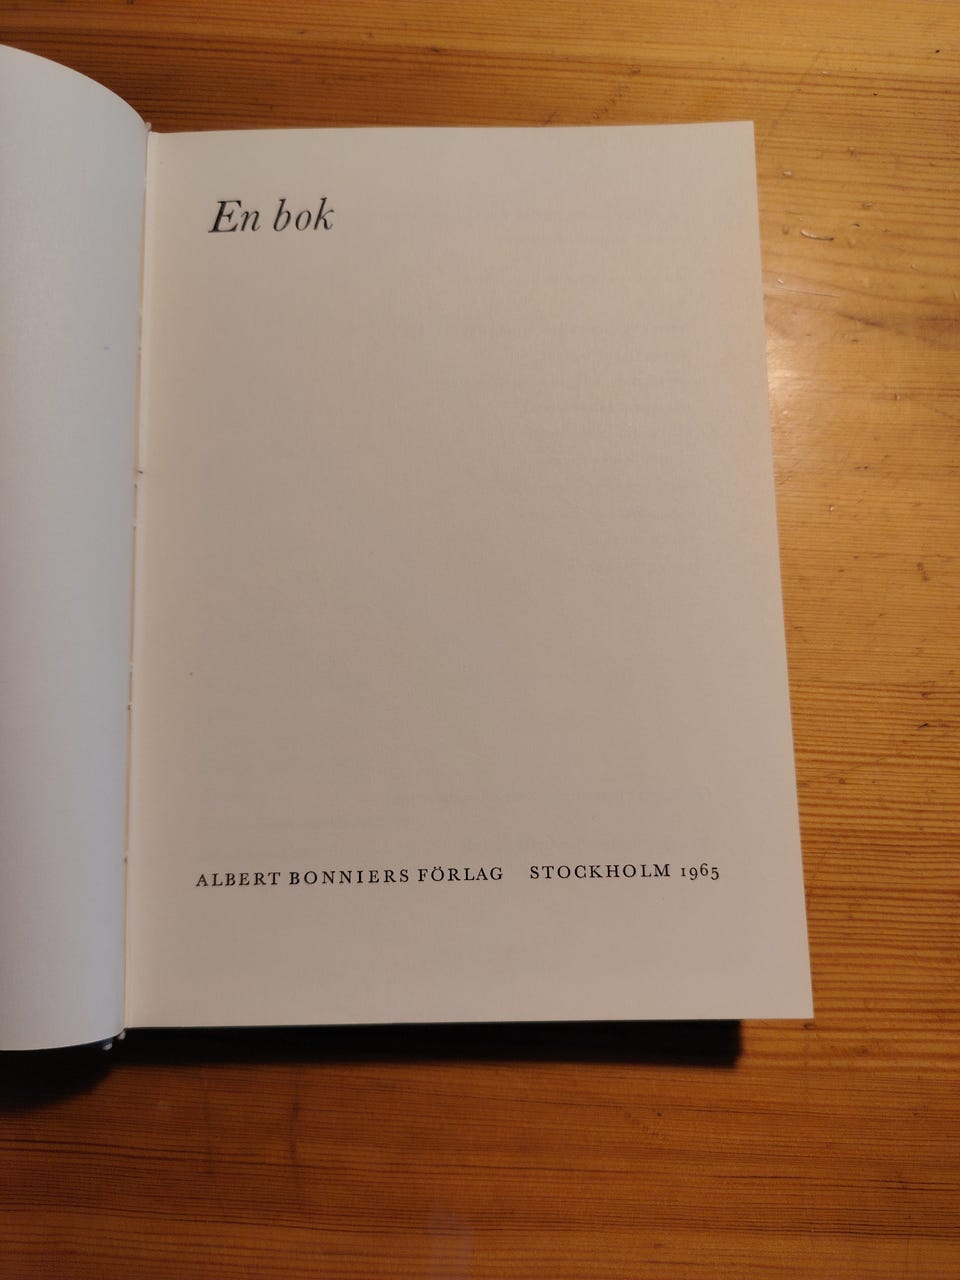 En bok
ALBERT BONNIERS FÖRLAG STOCKHOLM 1965